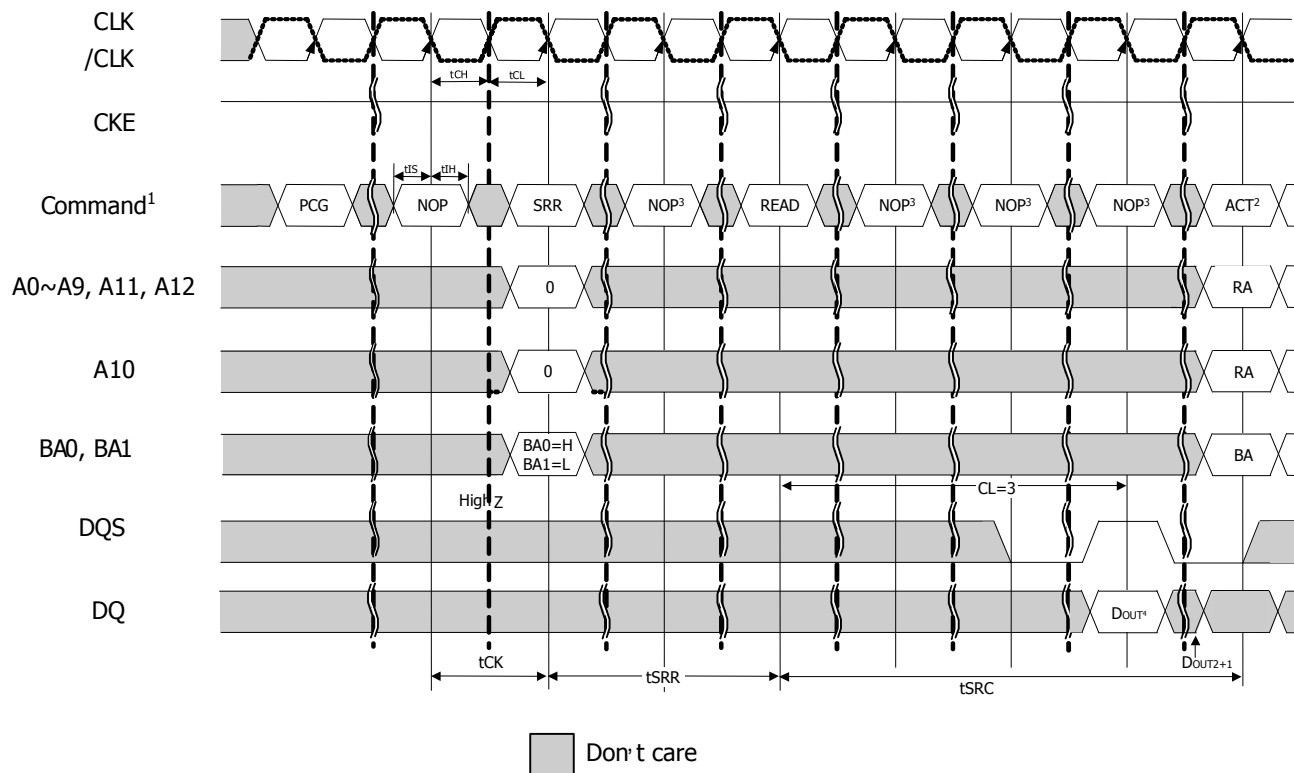 CLK
/CLK
tCH
tCL
CKE
tIS
tIH
Command¹
PCG
NOP
SRR
NOP³
READ
NOP³
NOP³
NOP³
ACT²
A0~A9, A11, A12
0
RA
A10
0
RA
BA0, BA1
BA0=H
BA1=L
BA
CL=3
High Z
DQS
DQ
DOUT⁴
DOUT2+1
tCK
tSRR
tSRC
Don't care